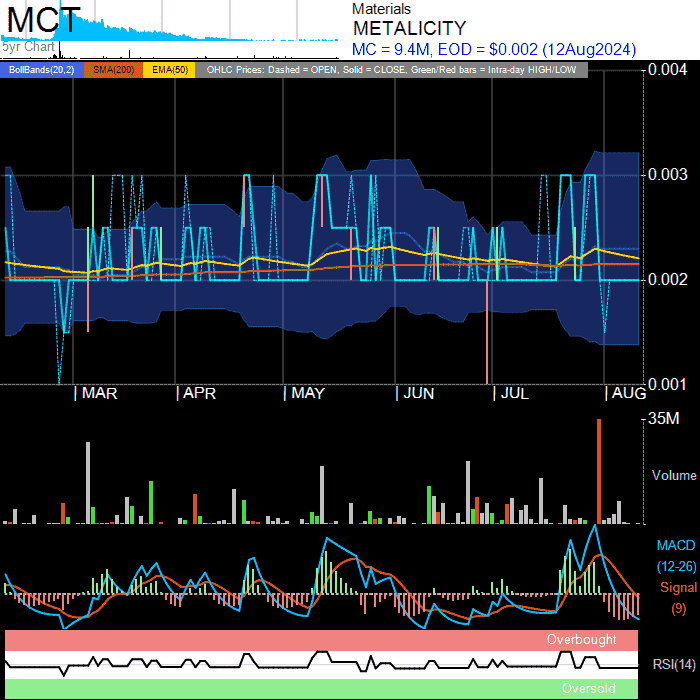 MCT
5yr Chart
Materials
METALICITY
MC = 9.4M, EOD = $0.002 (12Aug2024)
BollBands(20,2) SMA(200) EMA(50) OHLC Prices: Dashed = OPEN, Solid = CLOSE, Green/Red bars = Intra-day HIGH/LOW
0.004
0.003
0.002
0.001
MAR APR MAY JUN JUL AUG
35M
Volume
MACD
(12-26)
Signal
(9)
Overbought
RSI(14)
Oversold